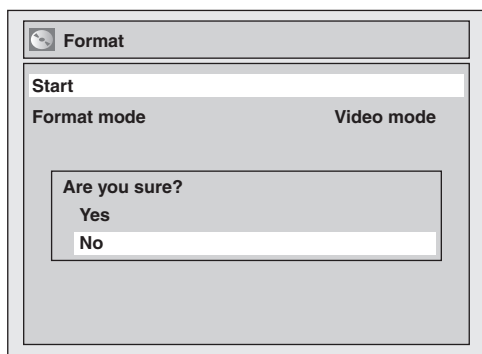 Format
Start
Format mode Video mode
Are you sure?
Yes
No